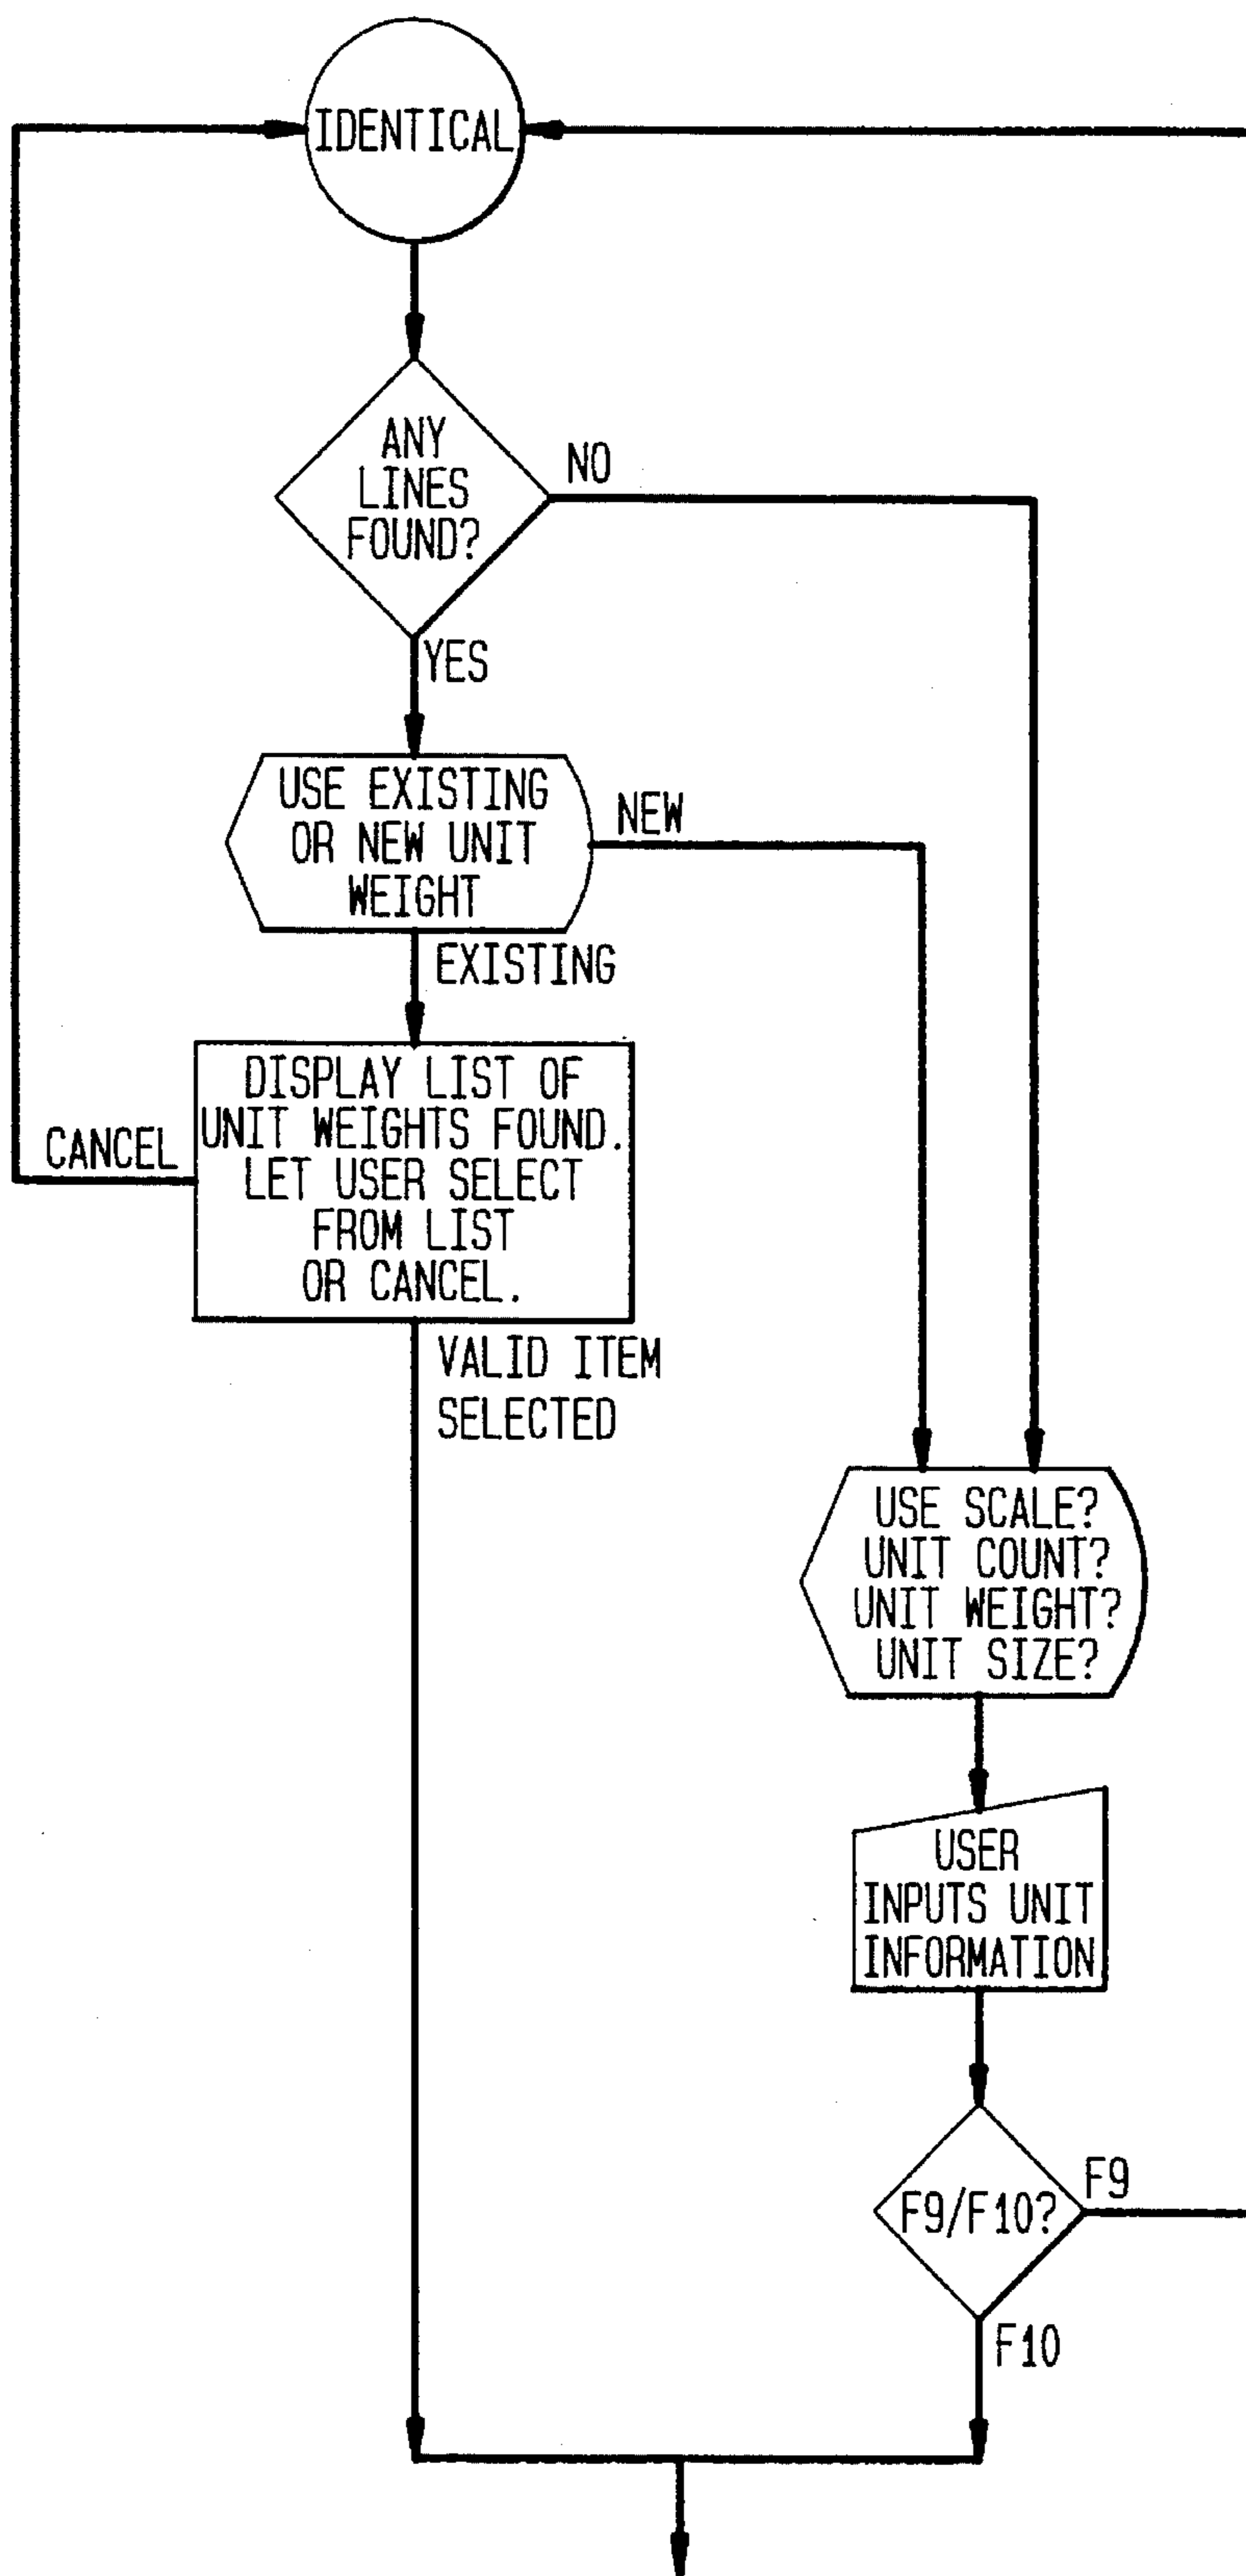 IDENTICAL
ANY
LINES
FOUND?
NO
YES
USE EXISTING
OR NEW UNIT
WEIGHT
NEW
EXISTING
DISPLAY LIST OF
UNIT WEIGHTS FOUND.
LET USER SELECT
FROM LIST
OR CANCEL.
CANCEL
VALID ITEM
SELECTED
USE SCALE?
UNIT COUNT?
UNIT WEIGHT?
UNIT SIZE?
USER
INPUTS UNIT
INFORMATION
F9/F10?
F9
F10